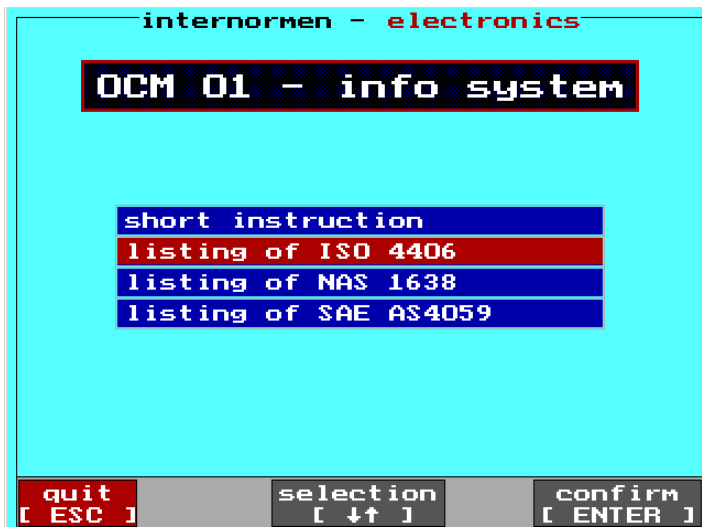 internormen - electronics
OCM 01 - info system
short instruction
listing of ISO 4406
listing of NAS 1638
listing of SAE AS4059
quit selection confirm
[ ESC ] [ ↓↑ ] [ ENTER ]